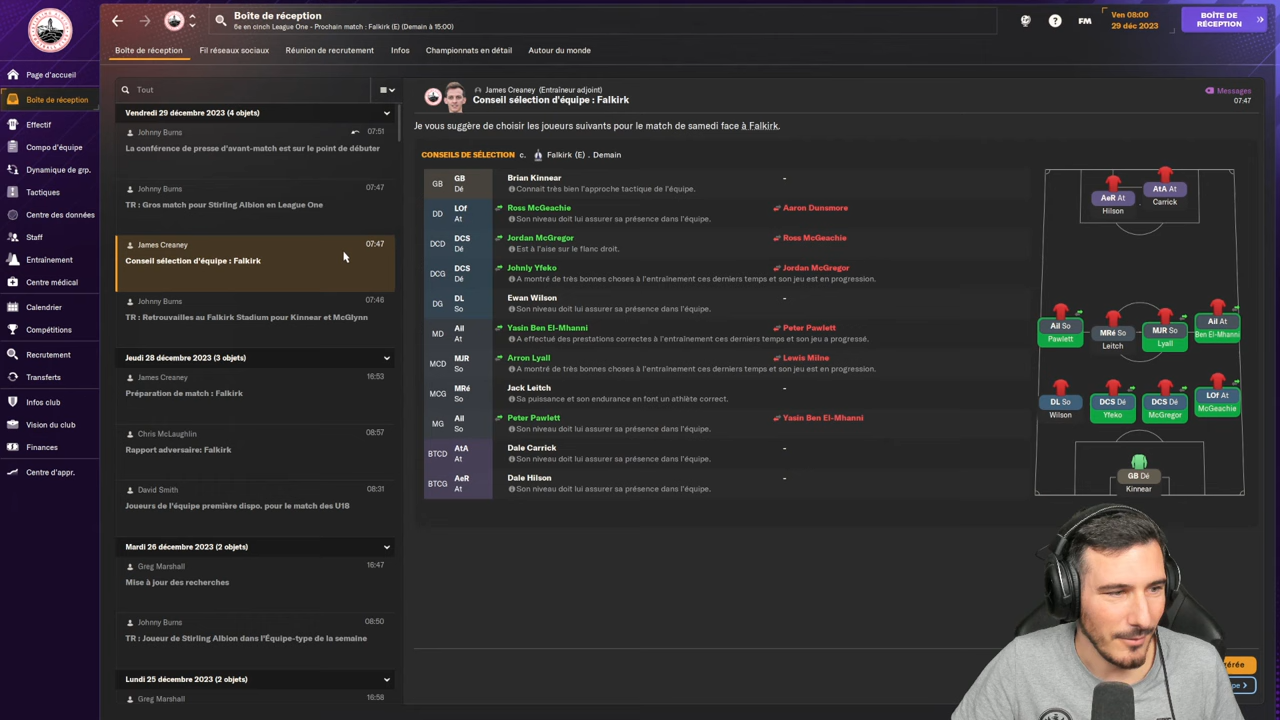 Boîte de réception
6e en cinch League One - Prochain match : Falkirk (E) (Demain à 15:00)
FM
Ven 08:00
29 déc 2023
BOÎTE DE RÉCEPTION
Boîte de réception
Fil réseaux sociaux
Réunion de recrutement
Infos
Championnats en détail
Autour du monde
Page d'accueil
Boîte de réception
Effectif
Compo d'équipe
Dynamique de grp.
Tactiques
Centre des données
Staff
Entraînement
Centre médical
Calendrier
Compétitions
Recrutement
Transferts
Infos club
Vision du club
Finances
Centre d'appr.
Tout
Vendredi 29 décembre 2023 (4 objets)
Johnny Burns 07:51
La conférence de presse d'avant-match est sur le point de débuter
Johnny Burns 07:47
TR : Gros match pour Stirling Albion en League One
James Creaney 07:47
Conseil sélection d'équipe : Falkirk
Johnny Burns 07:46
TR : Retrouvailles au Falkirk Stadium pour Kinnear et McGlynn
Jeudi 28 décembre 2023 (3 objets)
James Creaney 16:53
Préparation de match : Falkirk
Chris McLaughlin 08:57
Rapport adversaire: Falkirk
David Smith 08:31
Joueurs de l'équipe première dispo. pour le match des U18
Mardi 26 décembre 2023 (2 objets)
Greg Marshall 16:47
Mise à jour des recherches
Johnny Burns 08:50
TR : Joueur de Stirling Albion dans l'Équipe-type de la semaine
Lundi 25 décembre 2023 (2 objets)
Greg Marshall 16:58
James Creaney (Entraîneur adjoint)
Conseil sélection d'équipe : Falkirk
Messages
07:47
Je vous suggère de choisir les joueurs suivants pour le match de samedi face à Falkirk.
CONSEILS DE SÉLECTION c. Falkirk (E) . Demain
GB GB Dé Brian Kinnear -
Connait très bien l'approche tactique de l'équipe.
DD LOf At Ross McGeachie Aaron Dunsmore
Son niveau doit lui assurer sa présence dans l'équipe.
DCD DCS Dé Jordan McGregor Ross McGeachie
Est à l'aise sur le flanc droit.
DCG DCS Dé Johnly Yfeko Jordan McGregor
A montré de très bonnes choses à l'entraînement ces derniers temps et son jeu est en progression.
DG DL So Ewan Wilson -
Son niveau doit lui assurer sa présence dans l'équipe.
MD Ail So Yasin Ben El-Mhanni Peter Pawlett
A effectué des prestations correctes à l'entraînement ces derniers temps et son jeu a progressé.
MCD MJR So Arron Lyall Lewis Milne
A montré de très bonnes choses à l'entraînement ces derniers temps et son jeu est en progression.
MCG MRé So Jack Leitch -
Sa puissance et son endurance en font un athlète correct.
MG Ail So Peter Pawlett Yasin Ben El-Mhanni
Son niveau doit lui assurer sa présence dans l'équipe.
BTCD AtA At Dale Carrick -
Son niveau doit lui assurer sa présence dans l'équipe.
BTCG AeR At Dale Hilson -
Son niveau doit lui assurer sa présence dans l'équipe.
AeR At
Hilson
AtA At
Carrick
Ail So
Pawlett
MRé So
Leitch
MJR So
Lyall
Ail At
Ben El-Mhanni
DL So
Wilson
DCS Dé
Yfeko
DCS Dé
McGregor
LOf At
McGeachie
GB Dé
Kinnear